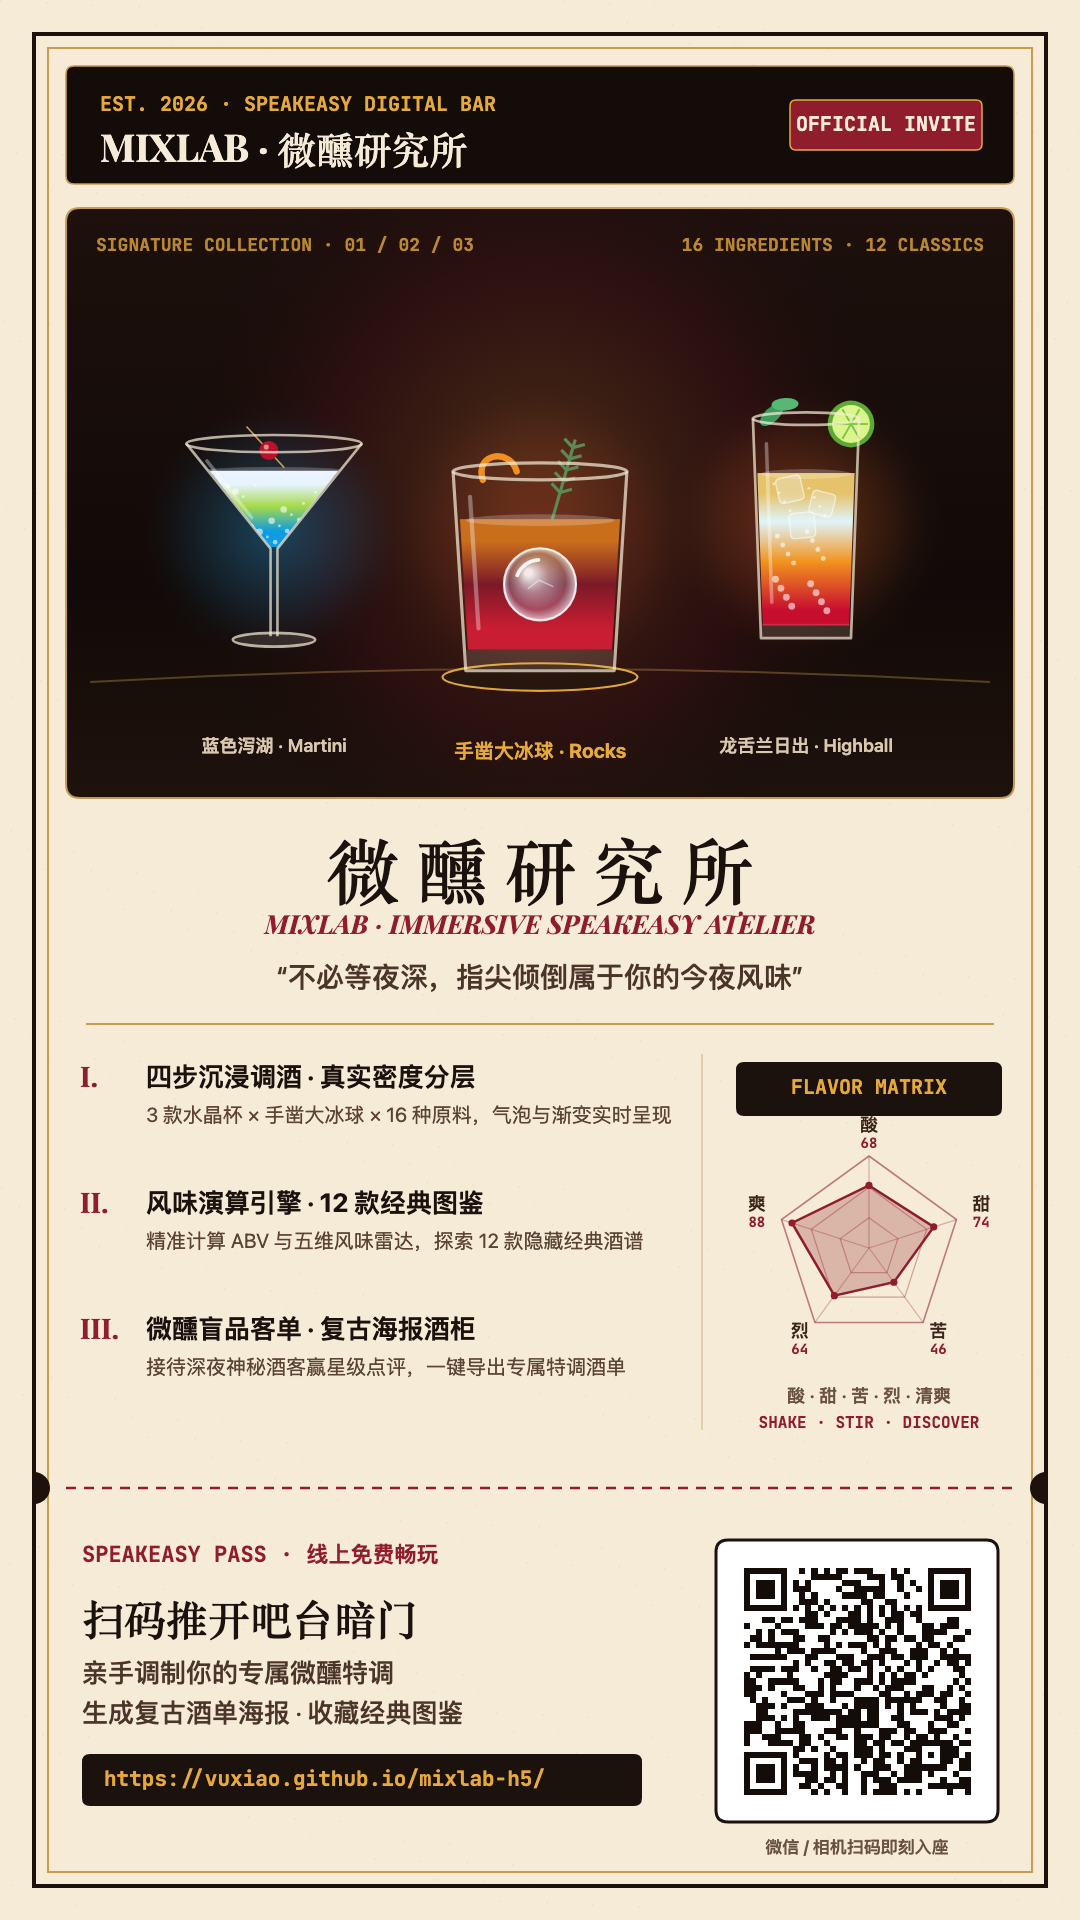 EST. 2026 · SPEAKEASY DIGITAL BAR
MIXLAB · 微醺研究所
OFFICIAL INVITE
SIGNATURE COLLECTION · 01 / 02 / 03
16 INGREDIENTS · 12 CLASSICS
蓝色泻湖 · Martini
手凿大冰球 · Rocks
龙舌兰日出 · Highball
微醺研究所
MIXLAB · IMMERSIVE SPEAKEASY ATELIER
“不必等夜深，指尖倾倒属于你的今夜风味”
I.
四步沉浸调酒 · 真实密度分层
3 款水晶杯 × 手凿大冰球 × 16 种原料，气泡与渐变实时呈现
II.
风味演算引擎 · 12 款经典图鉴
精准计算 ABV 与五维风味雷达，探索 12 款隐藏经典酒谱
III.
微醺盲品客单 · 复古海报酒柜
接待深夜神秘酒客赢星级点评，一键导出专属特调酒单
FLAVOR MATRIX
酸
68
爽
88
甜
74
烈
64
苦
46
酸 · 甜 · 苦 · 烈 · 清爽
SHAKE · STIR · DISCOVER
SPEAKEASY PASS · 线上免费畅玩
扫码推开吧台暗门
亲手调制你的专属微醺特调
生成复古酒单海报 · 收藏经典图鉴
https://vuxiao.github.io/mixlab-h5/
微信 / 相机扫码即刻入座